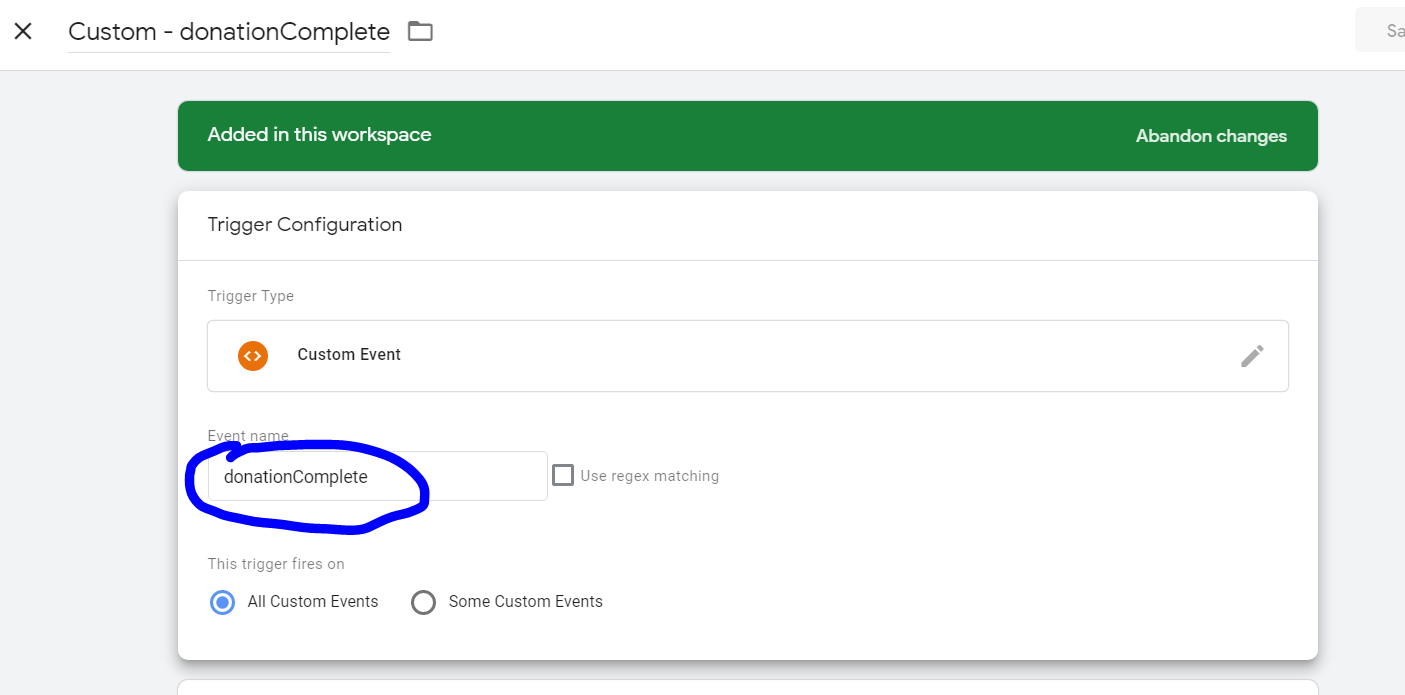 Custom - donationComplete
Sa
Added in this workspace
Abandon changes
Trigger Configuration
Trigger Type
Custom Event
Event name
donationComplete
Use regex matching
This trigger fires on
All Custom Events
Some Custom Events